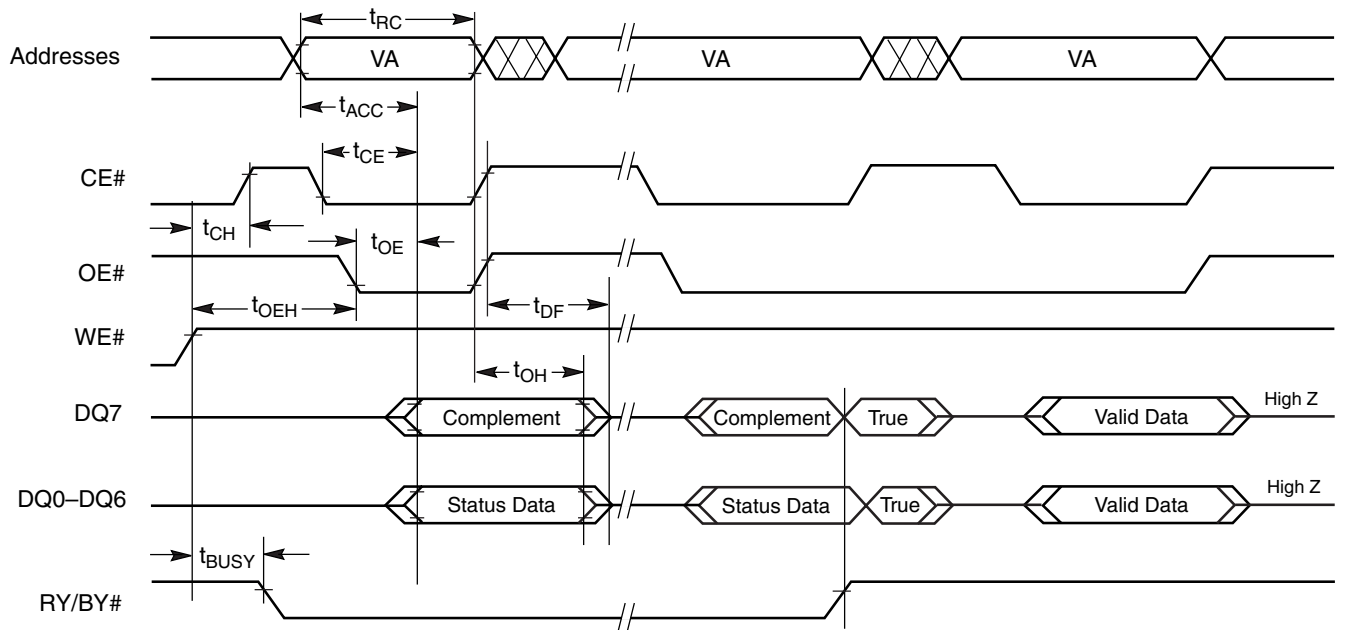 tRC
Addresses VA VA VA
tACC
tCE
CE#
tCH tOE
OE#
tOEH tDF
WE#
tOH
DQ7 Complement Complement True Valid Data High Z
DQ0–DQ6 Status Data Status Data True Valid Data High Z
tBUSY
RY/BY#